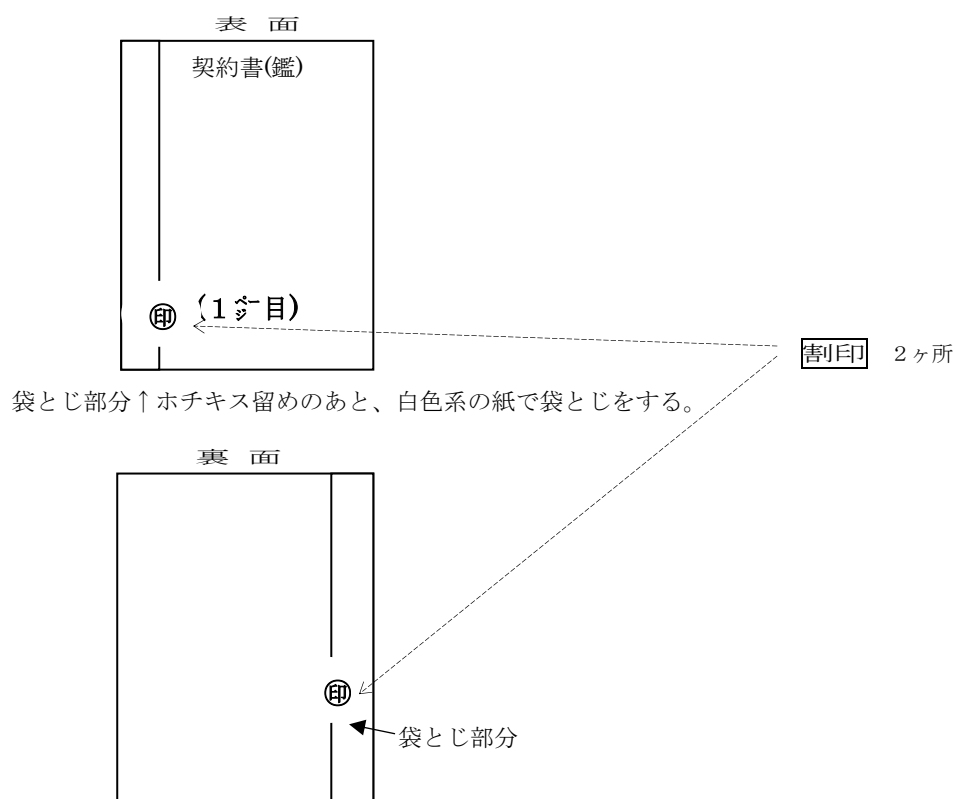 表 面
契約書(鑑)
㊞ (1㌻目)
割印 2ヶ所
袋とじ部分↑ホチキス留めのあと、白色系の紙で袋とじをする。
裏 面
㊞
袋とじ部分